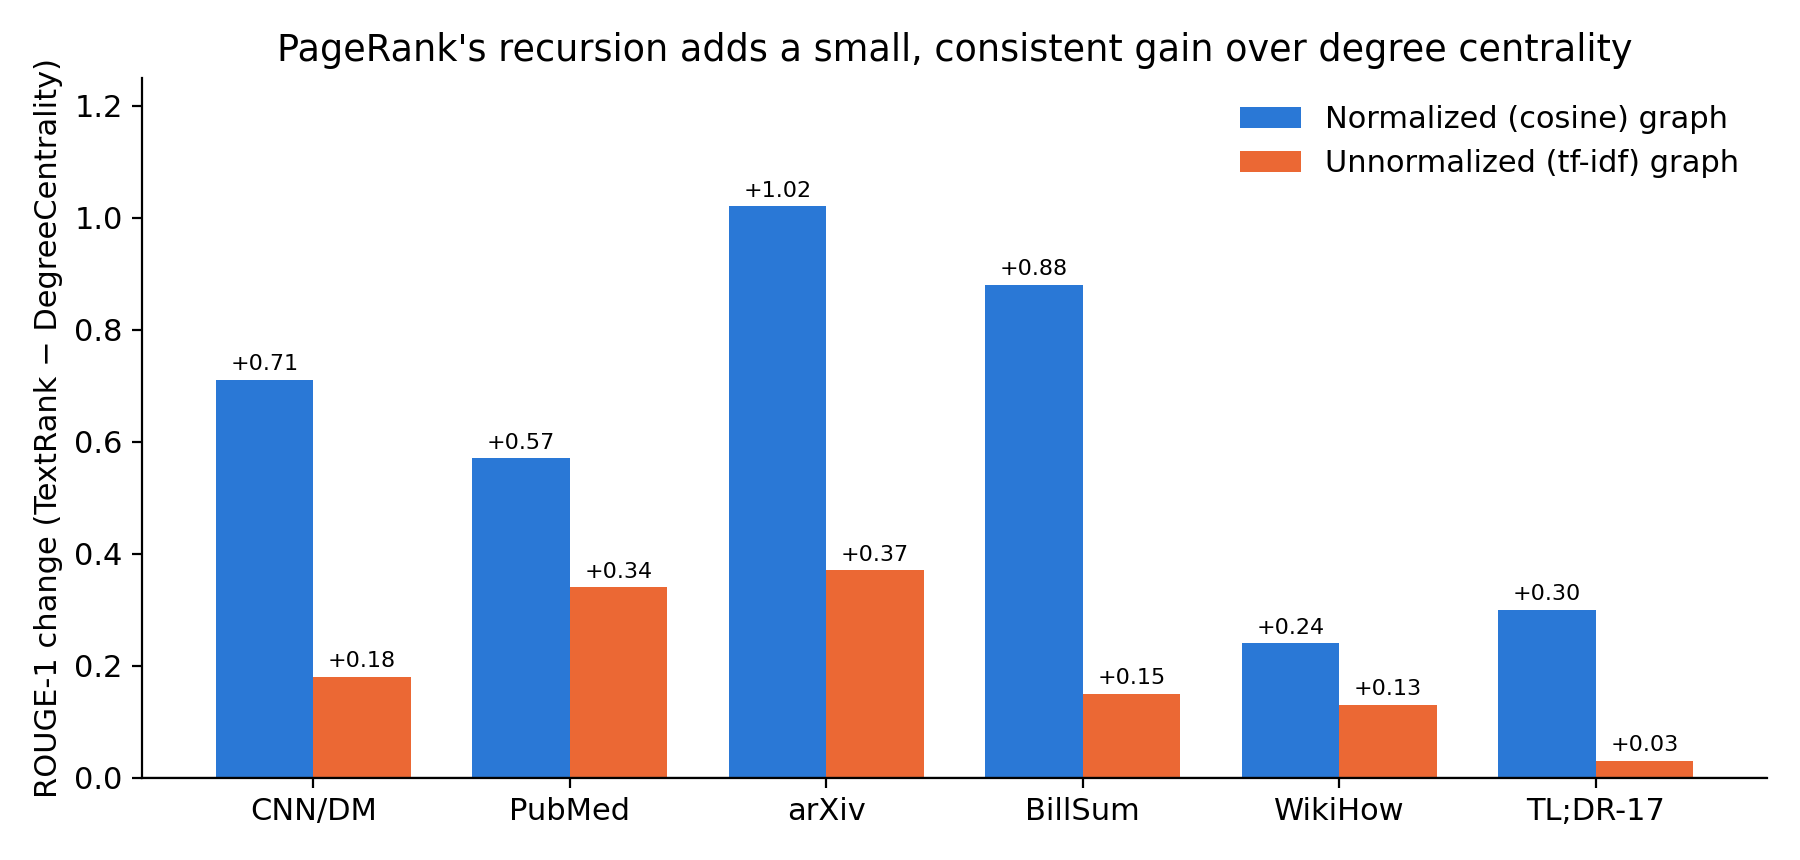 PageRank's recursion adds a small, consistent gain over degree centrality
ROUGE-1 change (TextRank − DegreeCentrality)
1.2
1.0
0.8
0.6
0.4
0.2
0.0
Normalized (cosine) graph
Unnormalized (tf-idf) graph
+0.71
+0.18
+0.57
+0.34
+1.02
+0.37
+0.88
+0.15
+0.24
+0.13
+0.30
+0.03
CNN/DM
PubMed
arXiv
BillSum
WikiHow
TL;DR-17